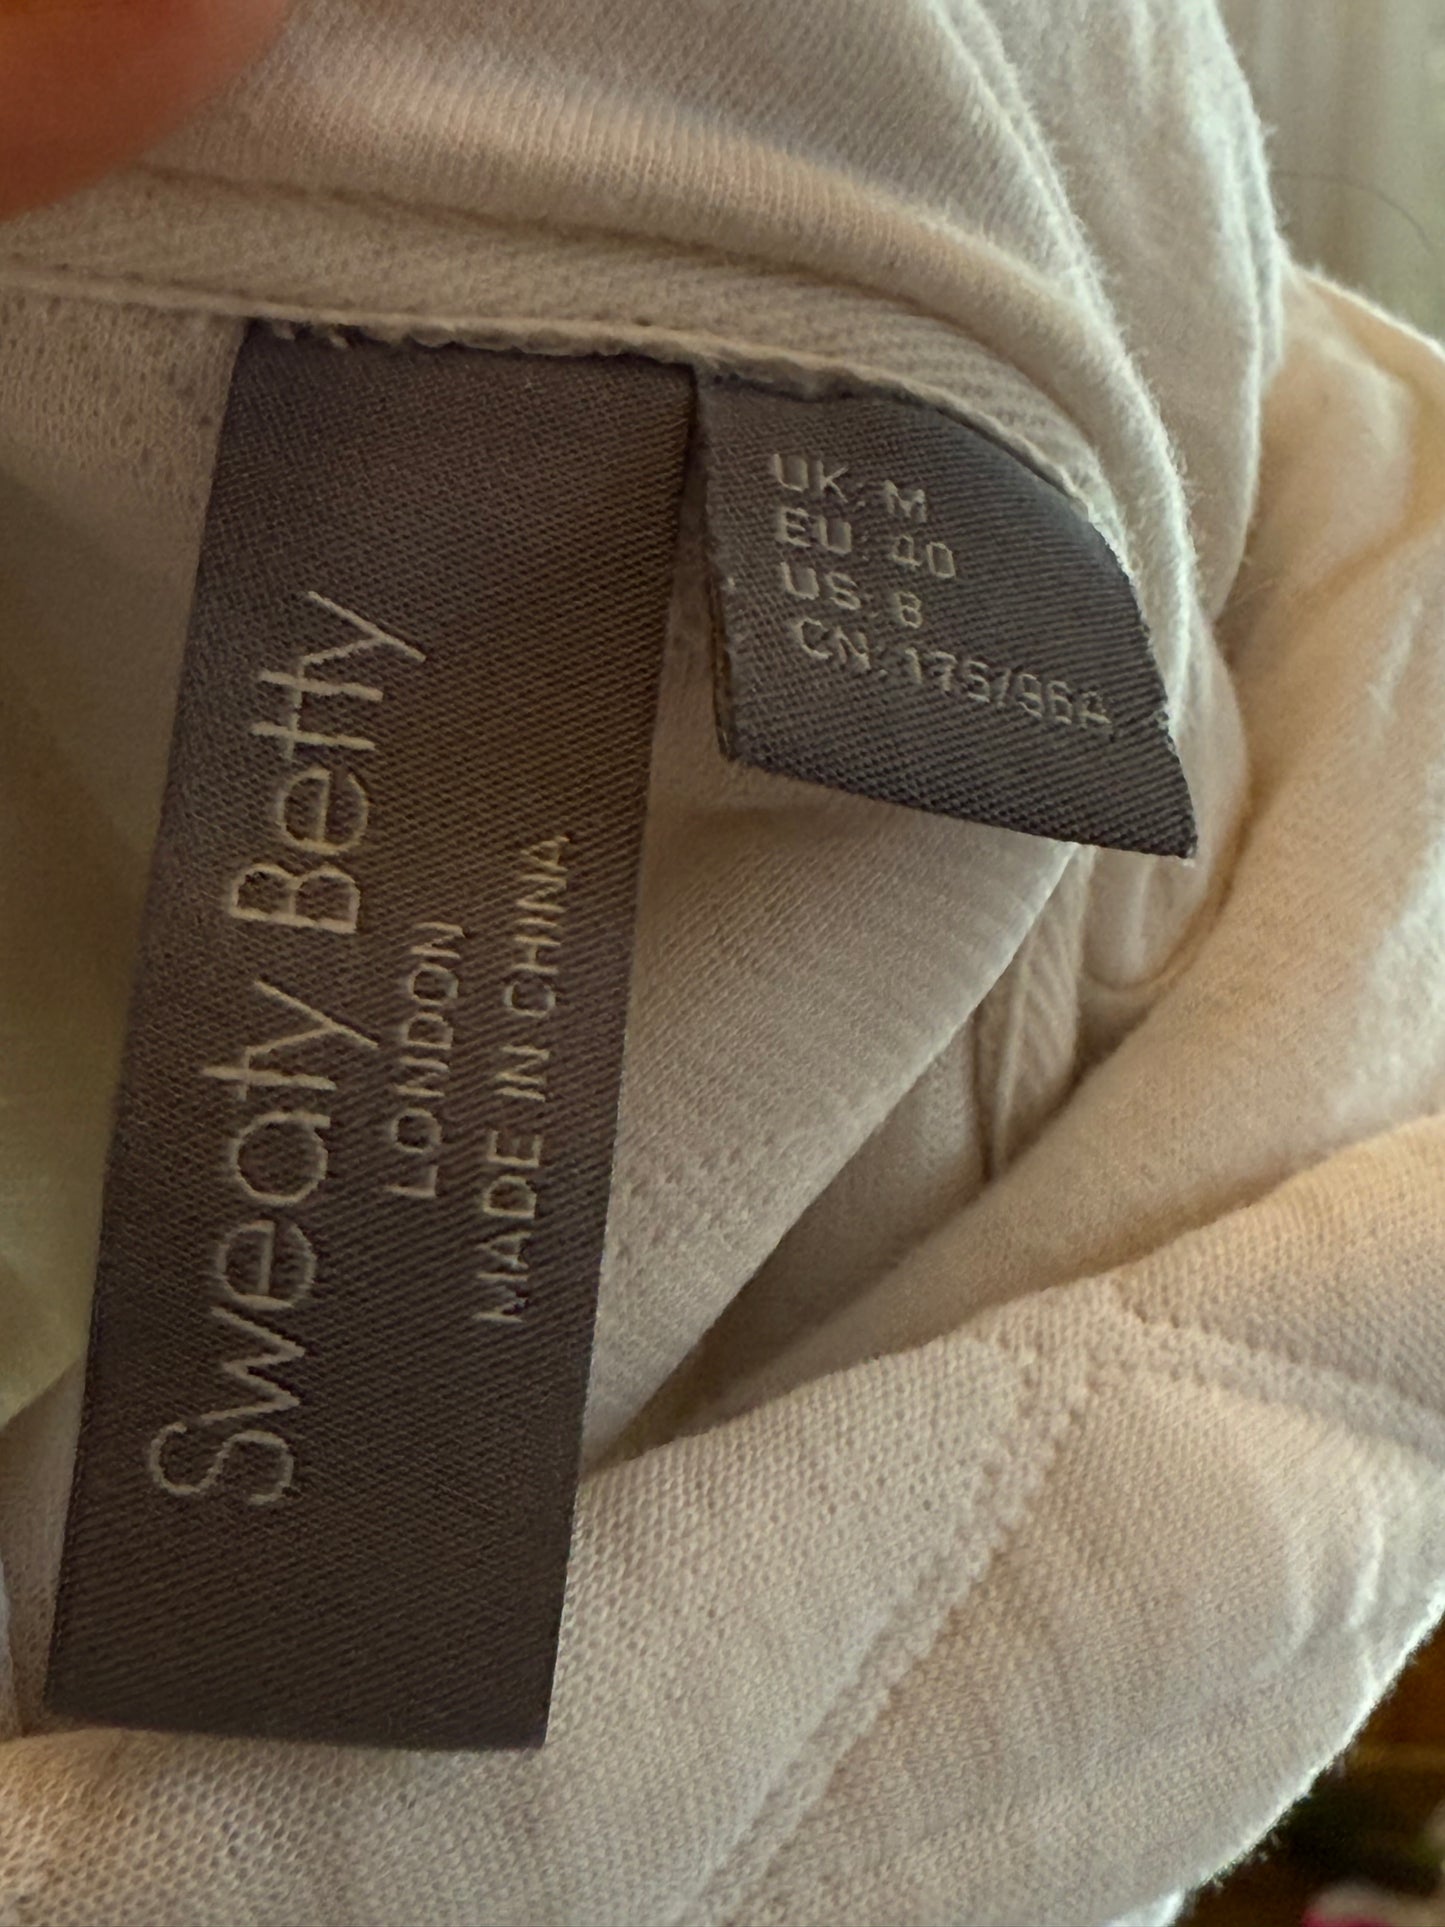 Sweaty Betty
LONDON
MADE IN CHINA
UK: M
EU: 40
US: 8
CN: 175/96A